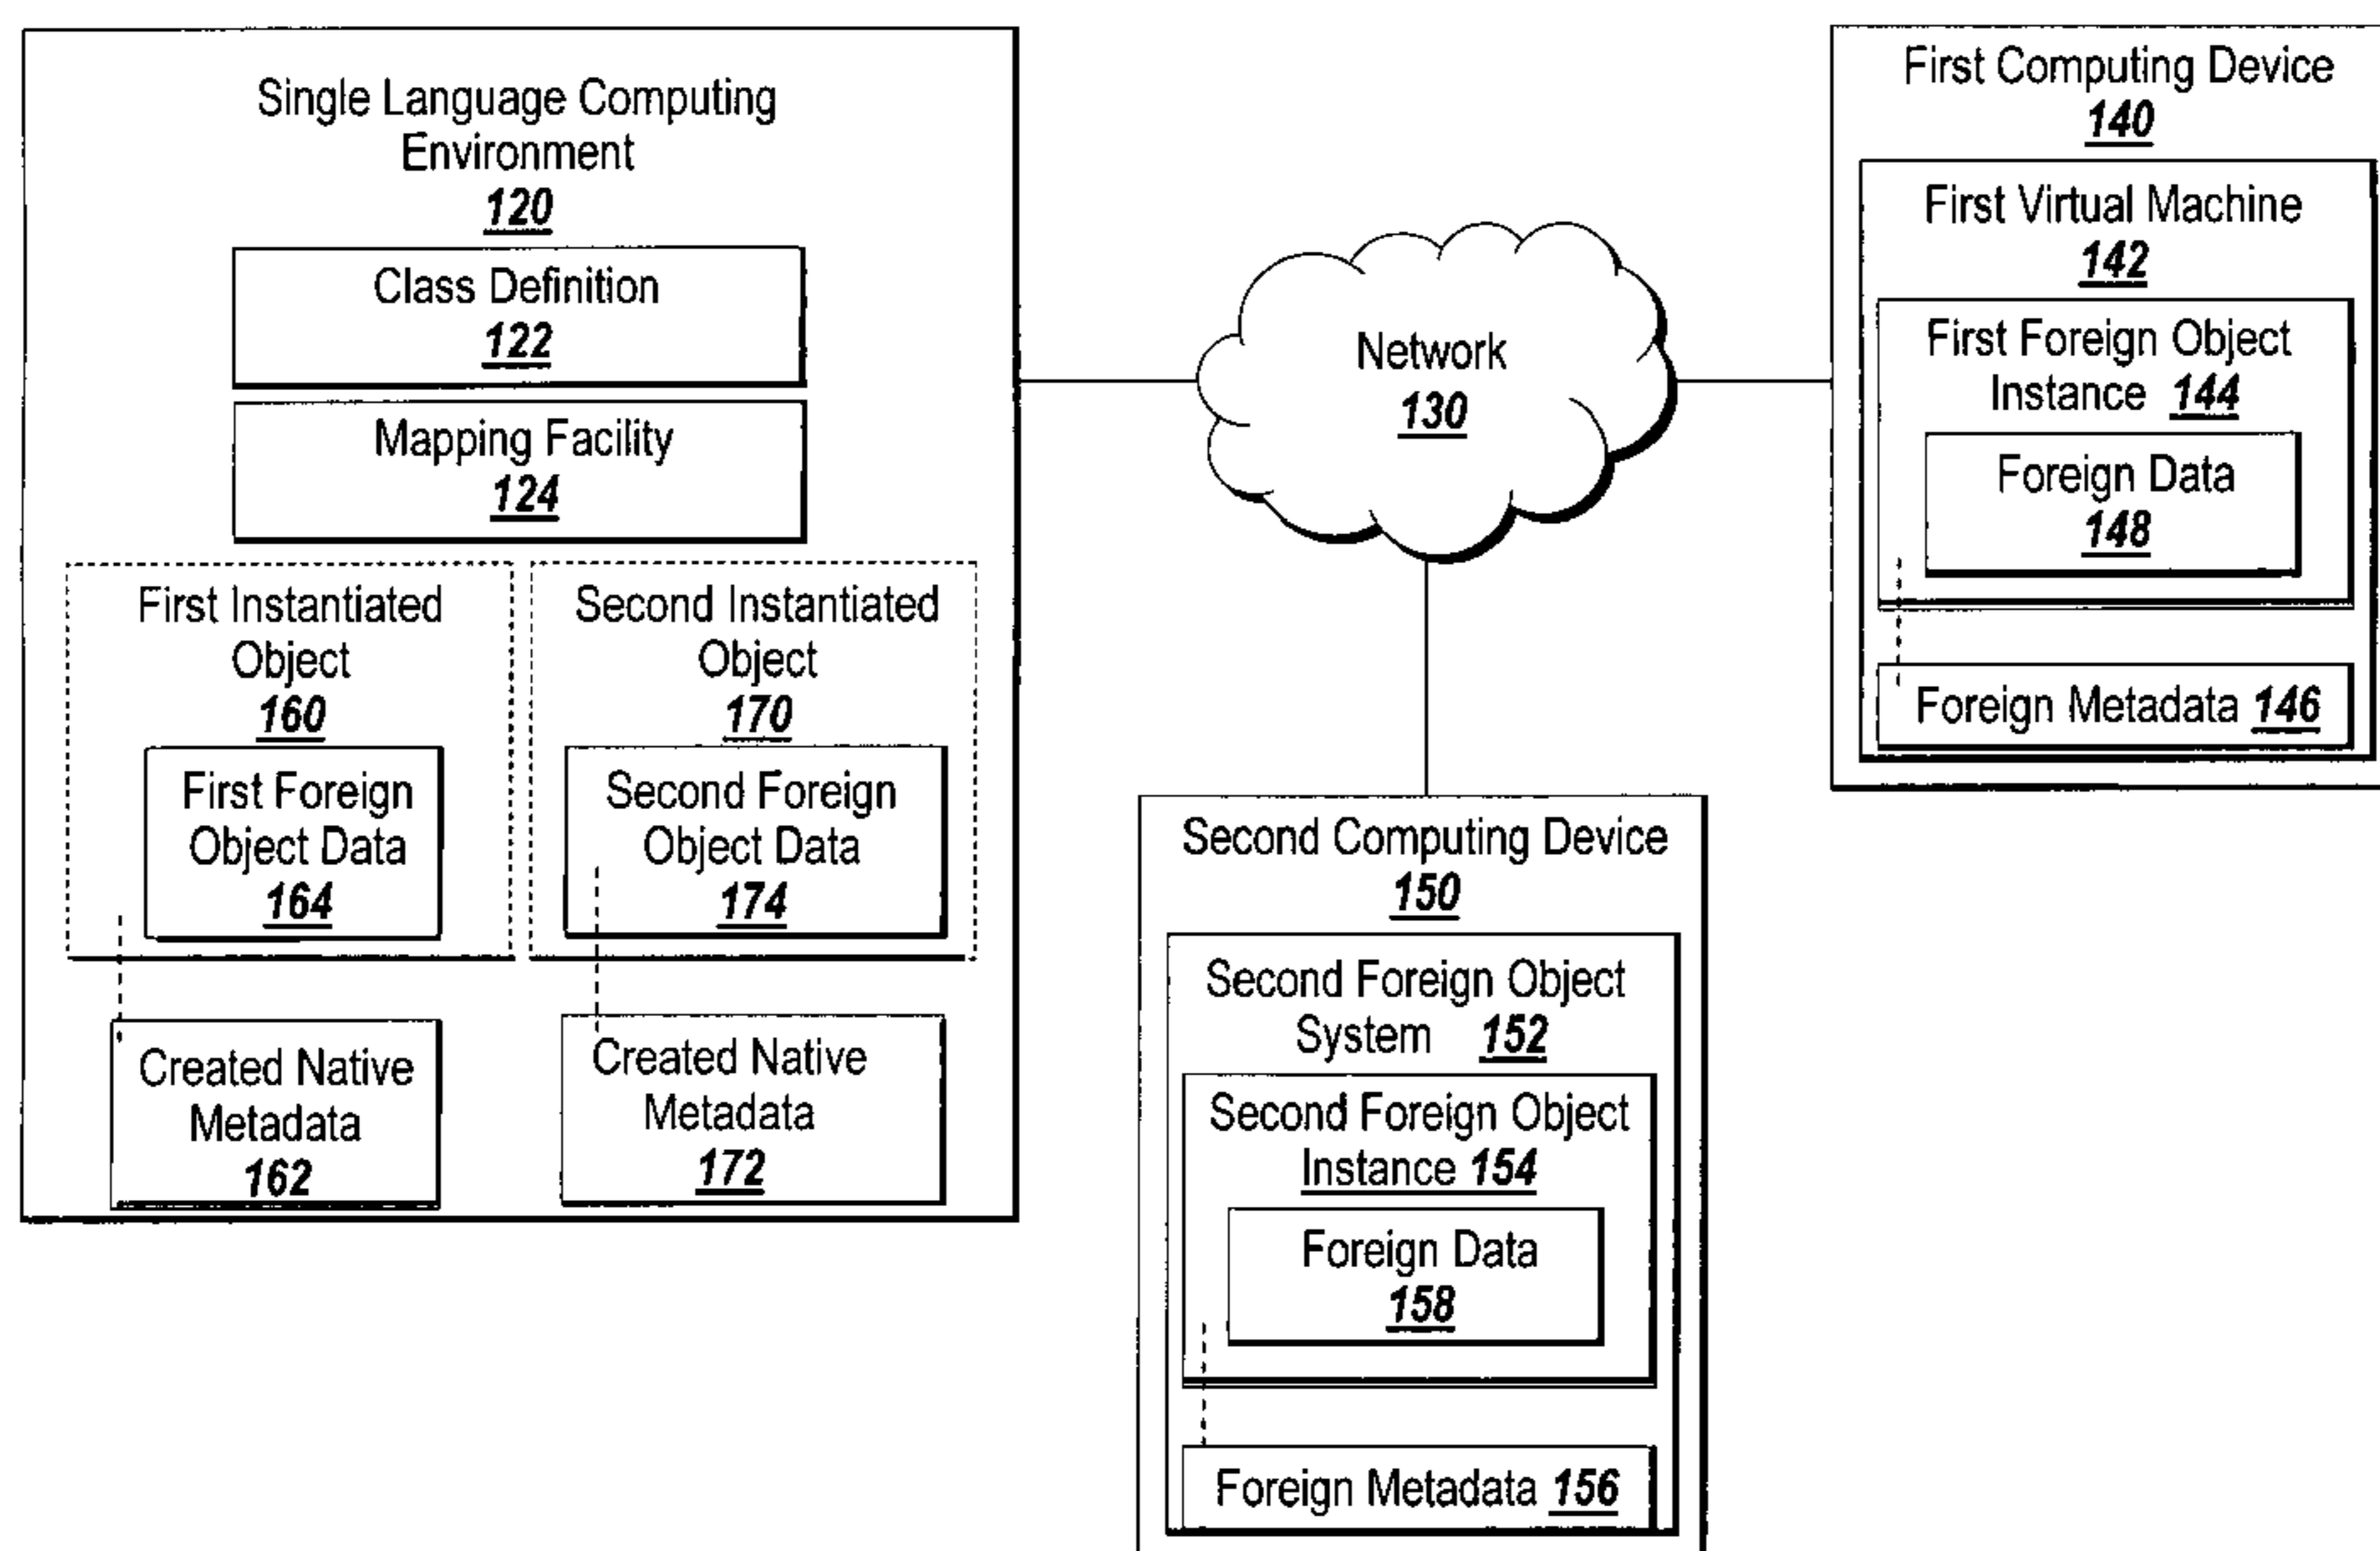 Single Language Computing
Environment
120
Class Definition
122
Mapping Facility
124
First Instantiated
Object
160
First Foreign
Object Data
164
Created Native
Metadata
162
Second Instantiated
Object
170
Second Foreign
Object Data
174
Created Native
Metadata
172
Network
130
First Computing Device
140
First Virtual Machine
142
First Foreign Object
Instance 144
Foreign Data
148
Foreign Metadata 146
Second Computing Device
150
Second Foreign Object
System 152
Second Foreign Object
Instance 154
Foreign Data
158
Foreign Metadata 156